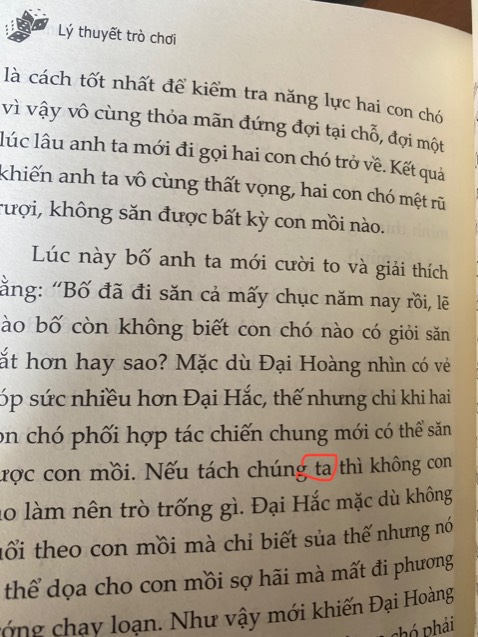 Lý thuyết trò chơi
là cách tốt nhất để kiểm tra năng lực hai con chó
vì vậy vô cùng thỏa mãn đứng đợi tại chỗ, đợi một
lúc lâu anh ta mới đi gọi hai con chó trở về. Kết quả
khiến anh ta vô cùng thất vọng, hai con chó mệt rũ
rượi, không săn được bất kỳ con mồi nào.
Lúc này bố anh ta mới cười to và giải thích
ằng: “Bố đã đi săn cả mấy chục năm nay rồi, lẽ
ào bố còn không biết con chó nào có giỏi săn
ắt hơn hay sao? Mặc dù Đại Hoàng nhìn có vẻ
óp sức nhiều hơn Đại Hắc, thế nhưng chỉ khi hai
on chó phối hợp tác chiến chung mới có thể săn
ược con mồi. Nếu tách chúng ta thì không con
ào làm nên trò trống gì. Đại Hắc mặc dù không
uổi theo con mồi mà chỉ biết sủa thế nhưng nó
thể dọa cho con mồi sợ hãi mà mất đi phương
ớng chạy loạn. Như vậy mới khiến Đại Hoàng
chó phải